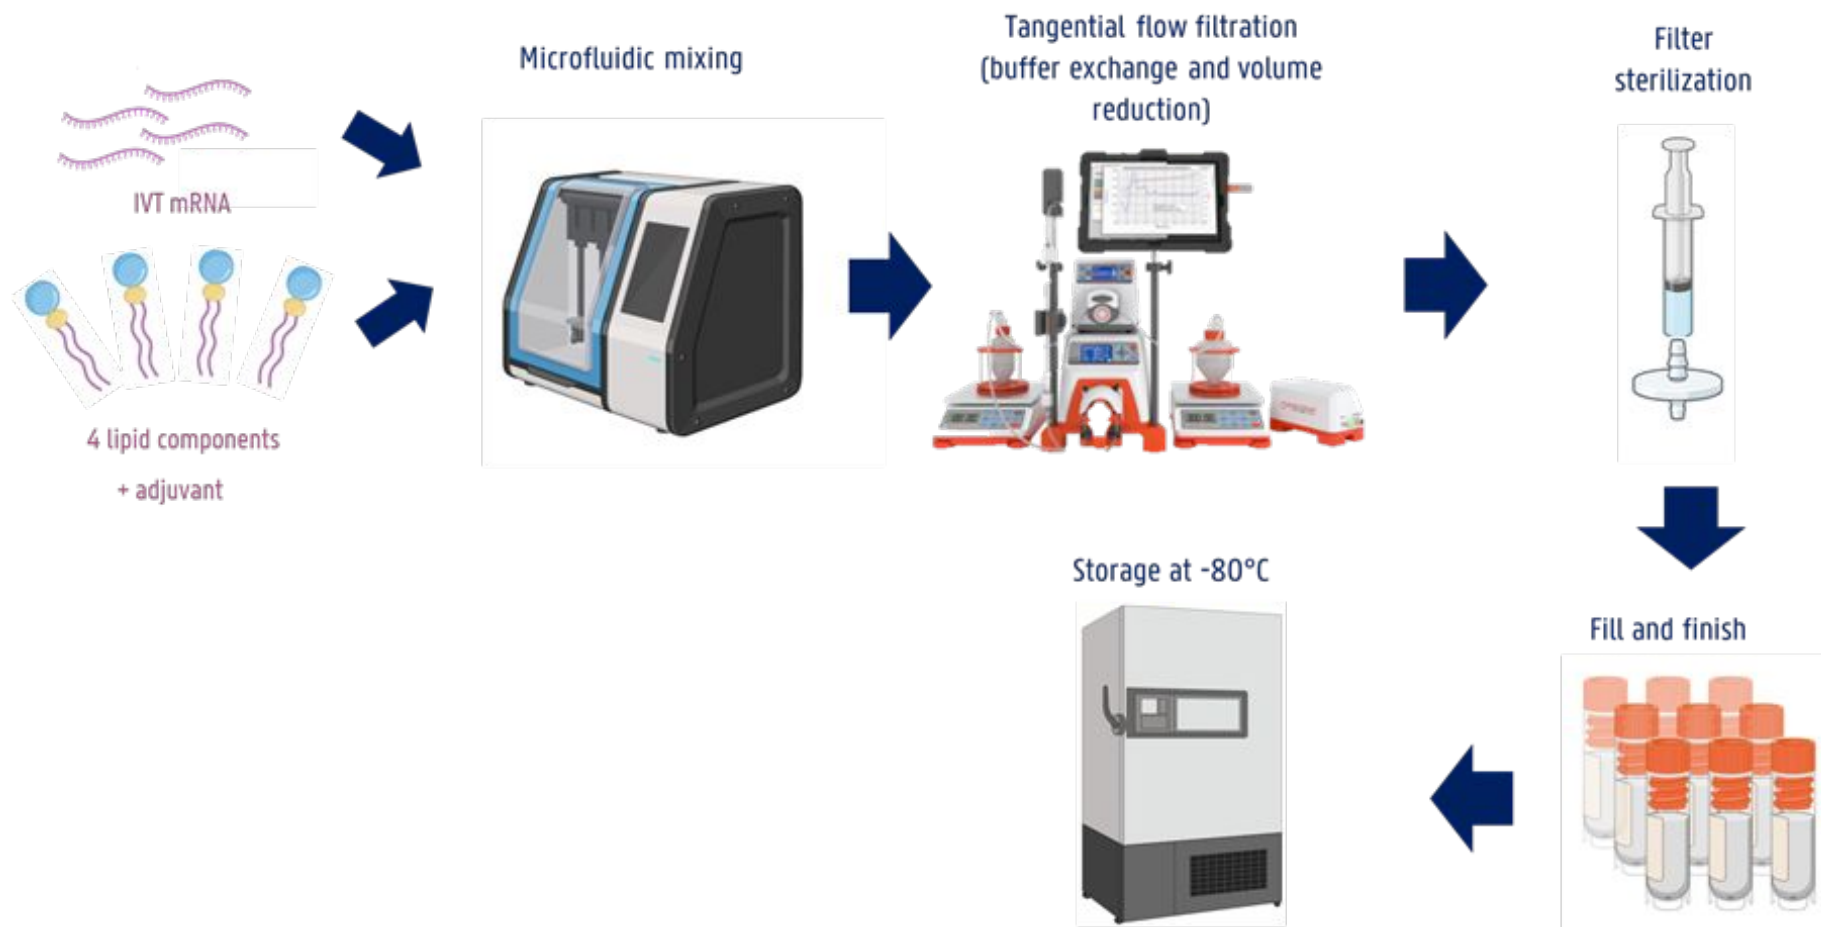 Microfluidic mixing
Tangential flow filtration
(buffer exchange and volume
reduction)
Filter
sterilization
IVT mRNA
4 lipid components
+ adjuvant
Storage at -80°C
Fill and finish